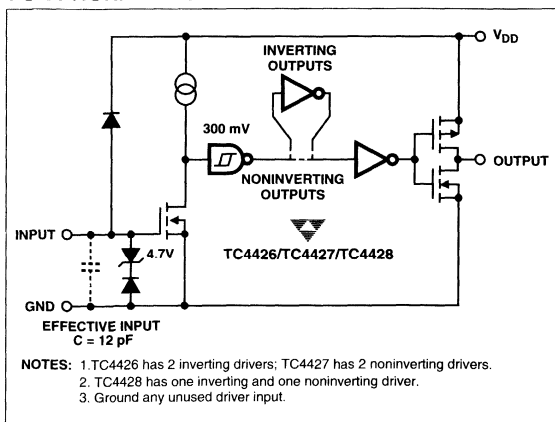 V_DD
INVERTING
OUTPUTS
300 mV
OUTPUT
NONINVERTING
OUTPUTS
INPUT
4.7V
TC4426/TC4427/TC4428
GND
EFFECTIVE INPUT
C = 12 pF
NOTES: 1.TC4426 has 2 inverting drivers; TC4427 has 2 noninverting drivers.
2. TC4428 has one inverting and one noninverting driver.
3. Ground any unused driver input.